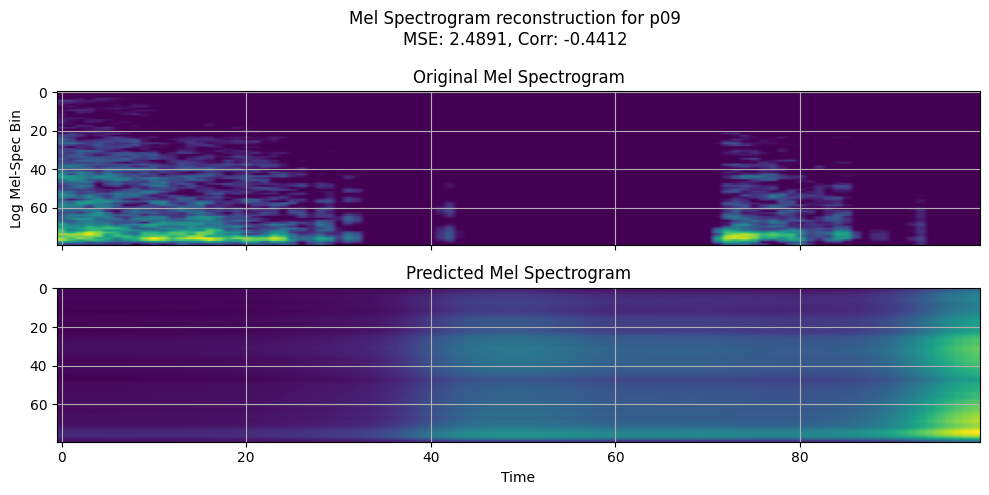 Mel Spectrogram reconstruction for p09
MSE: 2.4891, Corr: -0.4412
Original Mel Spectrogram
Log Mel-Spec Bin
0
20
40
60
Predicted Mel Spectrogram
0
20
40
60
0 20 40 60 80
Time